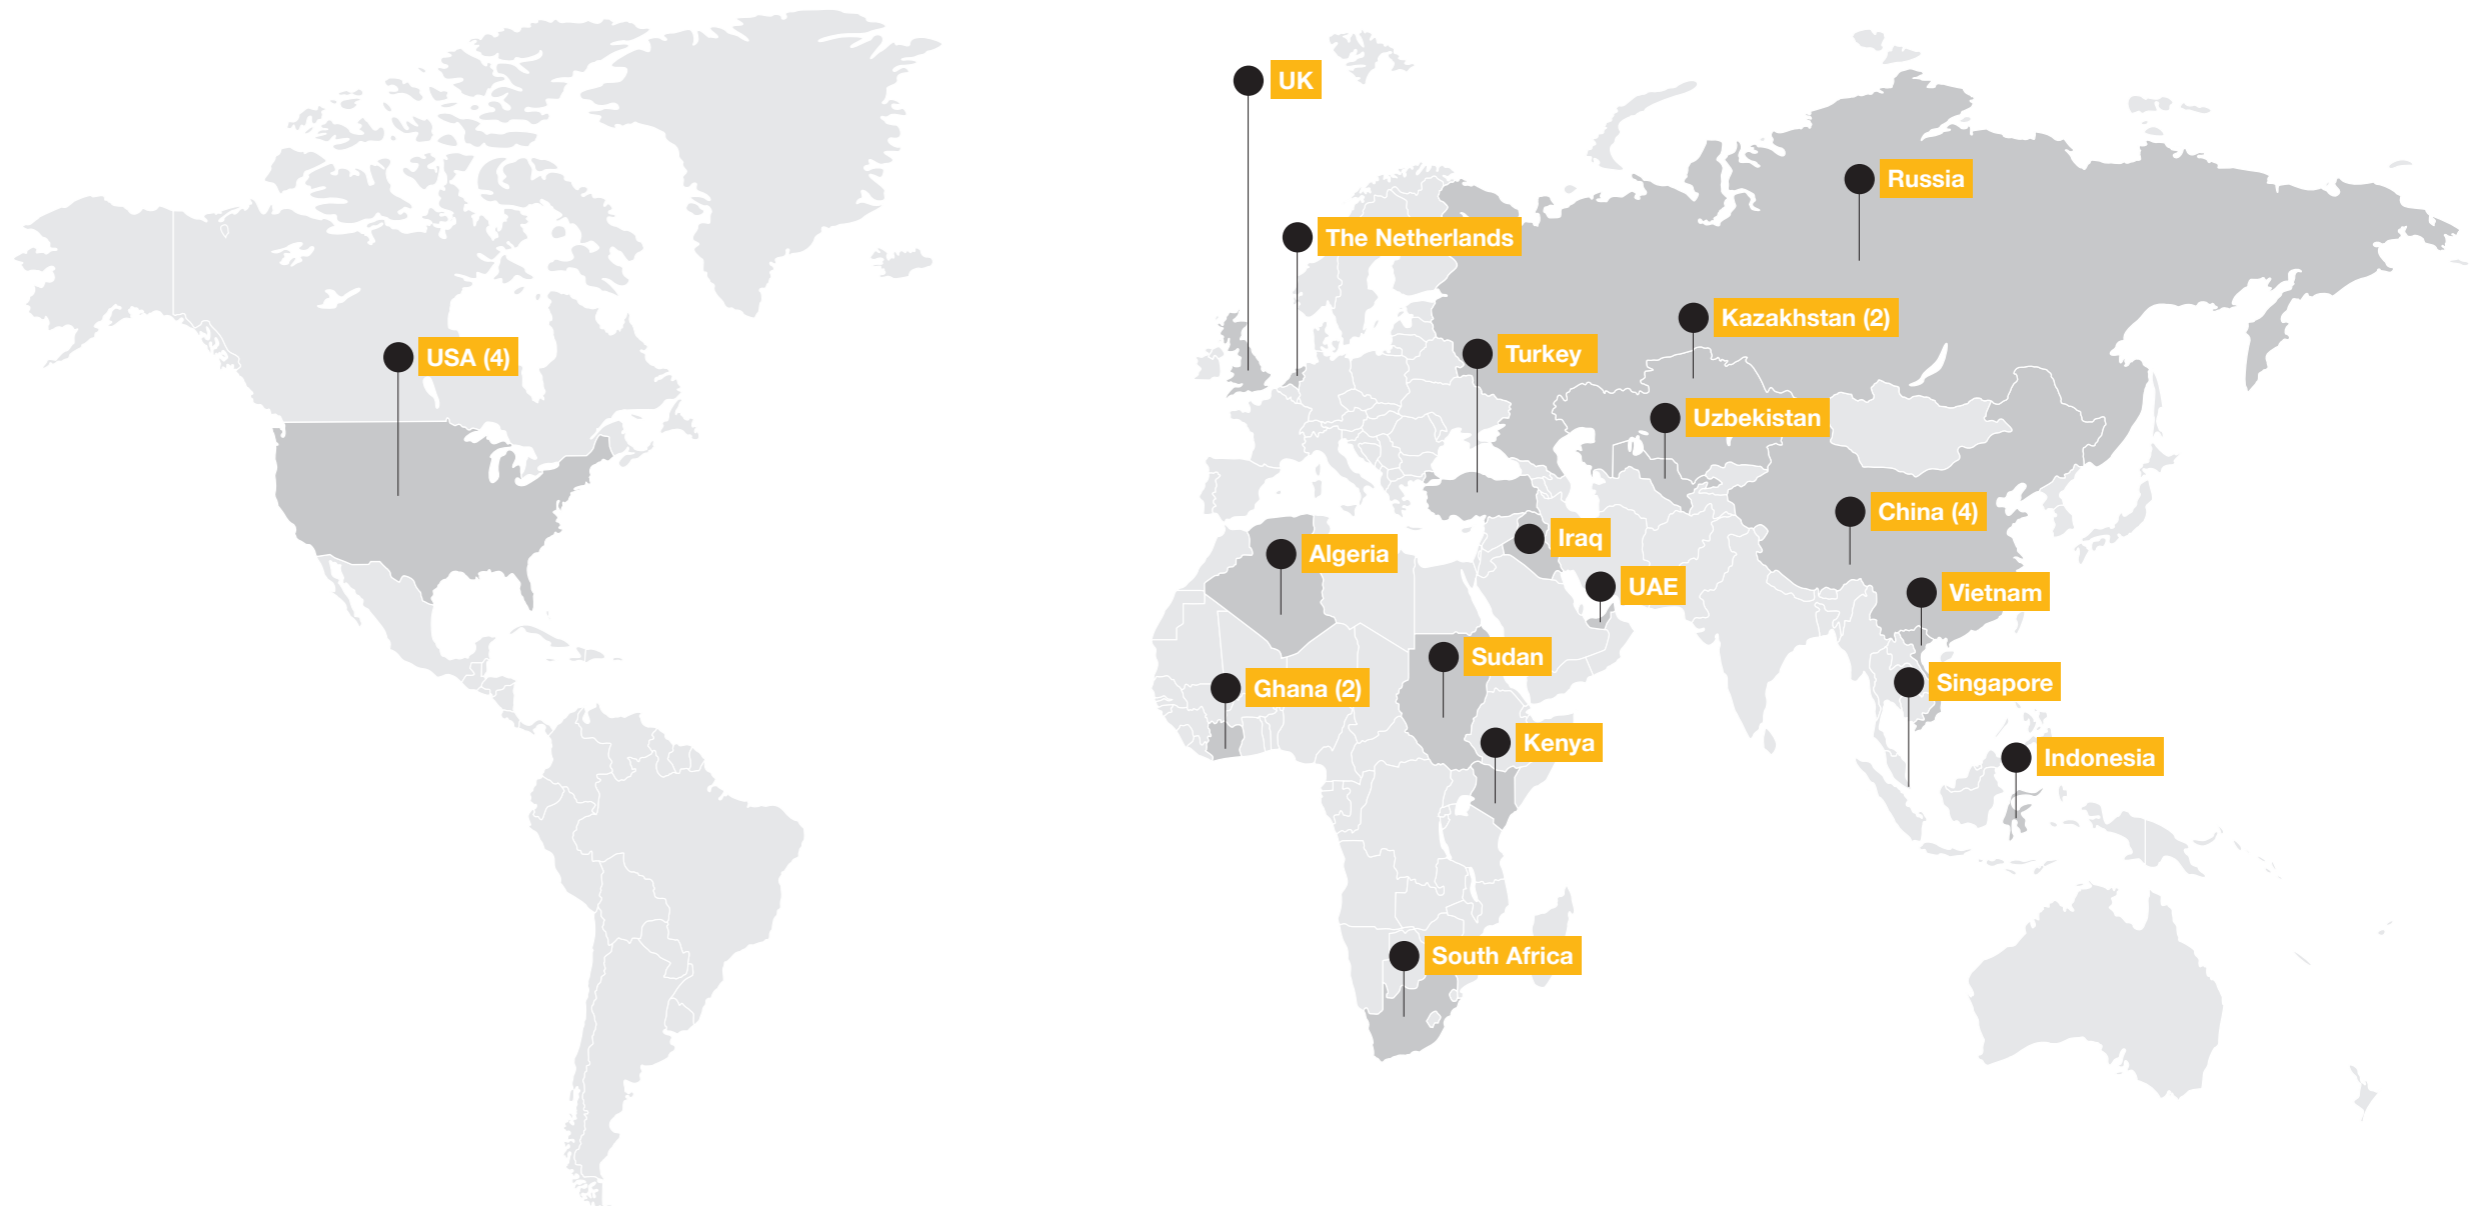 UK
Russia
The Netherlands
Kazakhstan (2)
Turkey
USA (4)
Uzbekistan
China (4)
Iraq
Algeria
UAE
Vietnam
Sudan
Singapore
Ghana (2)
Kenya
Indonesia
South Africa